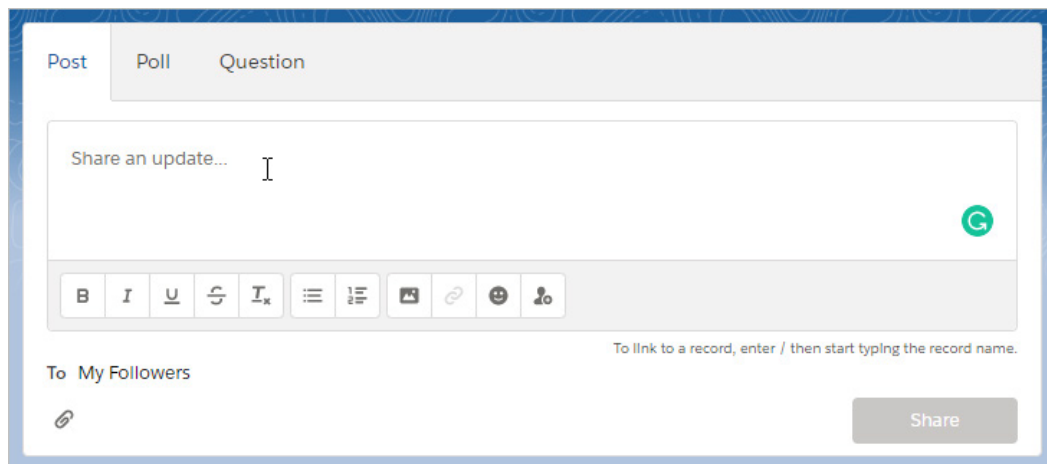 Post Poll Question
Share an update...
B I U S Tx
To link to a record, enter / then start typing the record name.
To My Followers
Share